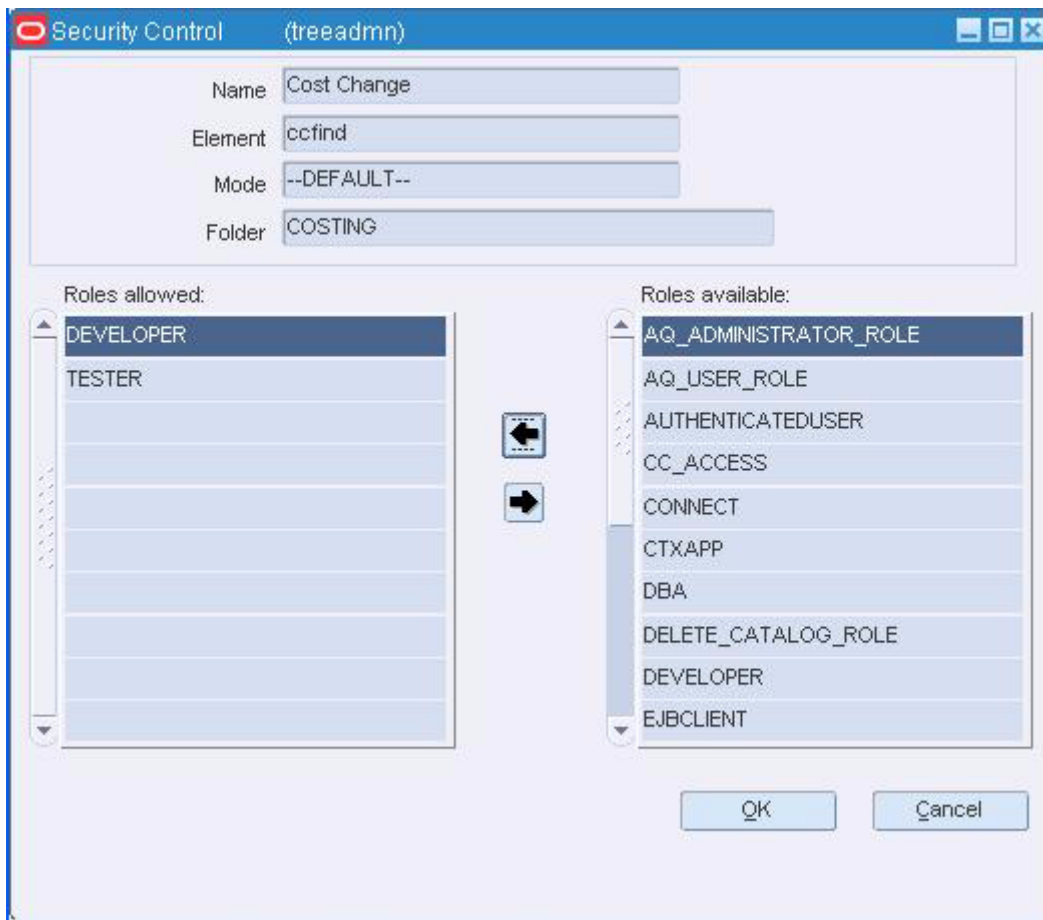 Security Control (treeadmn)
Name Cost Change
Element ccfind
Mode --DEFAULT--
Folder COSTING
Roles allowed:
DEVELOPER
TESTER
Roles available:
AQ_ADMINISTRATOR_ROLE
AQ_USER_ROLE
AUTHENTICATEDUSER
CC_ACCESS
CONNECT
CTXAPP
DBA
DELETE_CATALOG_ROLE
DEVELOPER
EJBCLIENT
OK Cancel